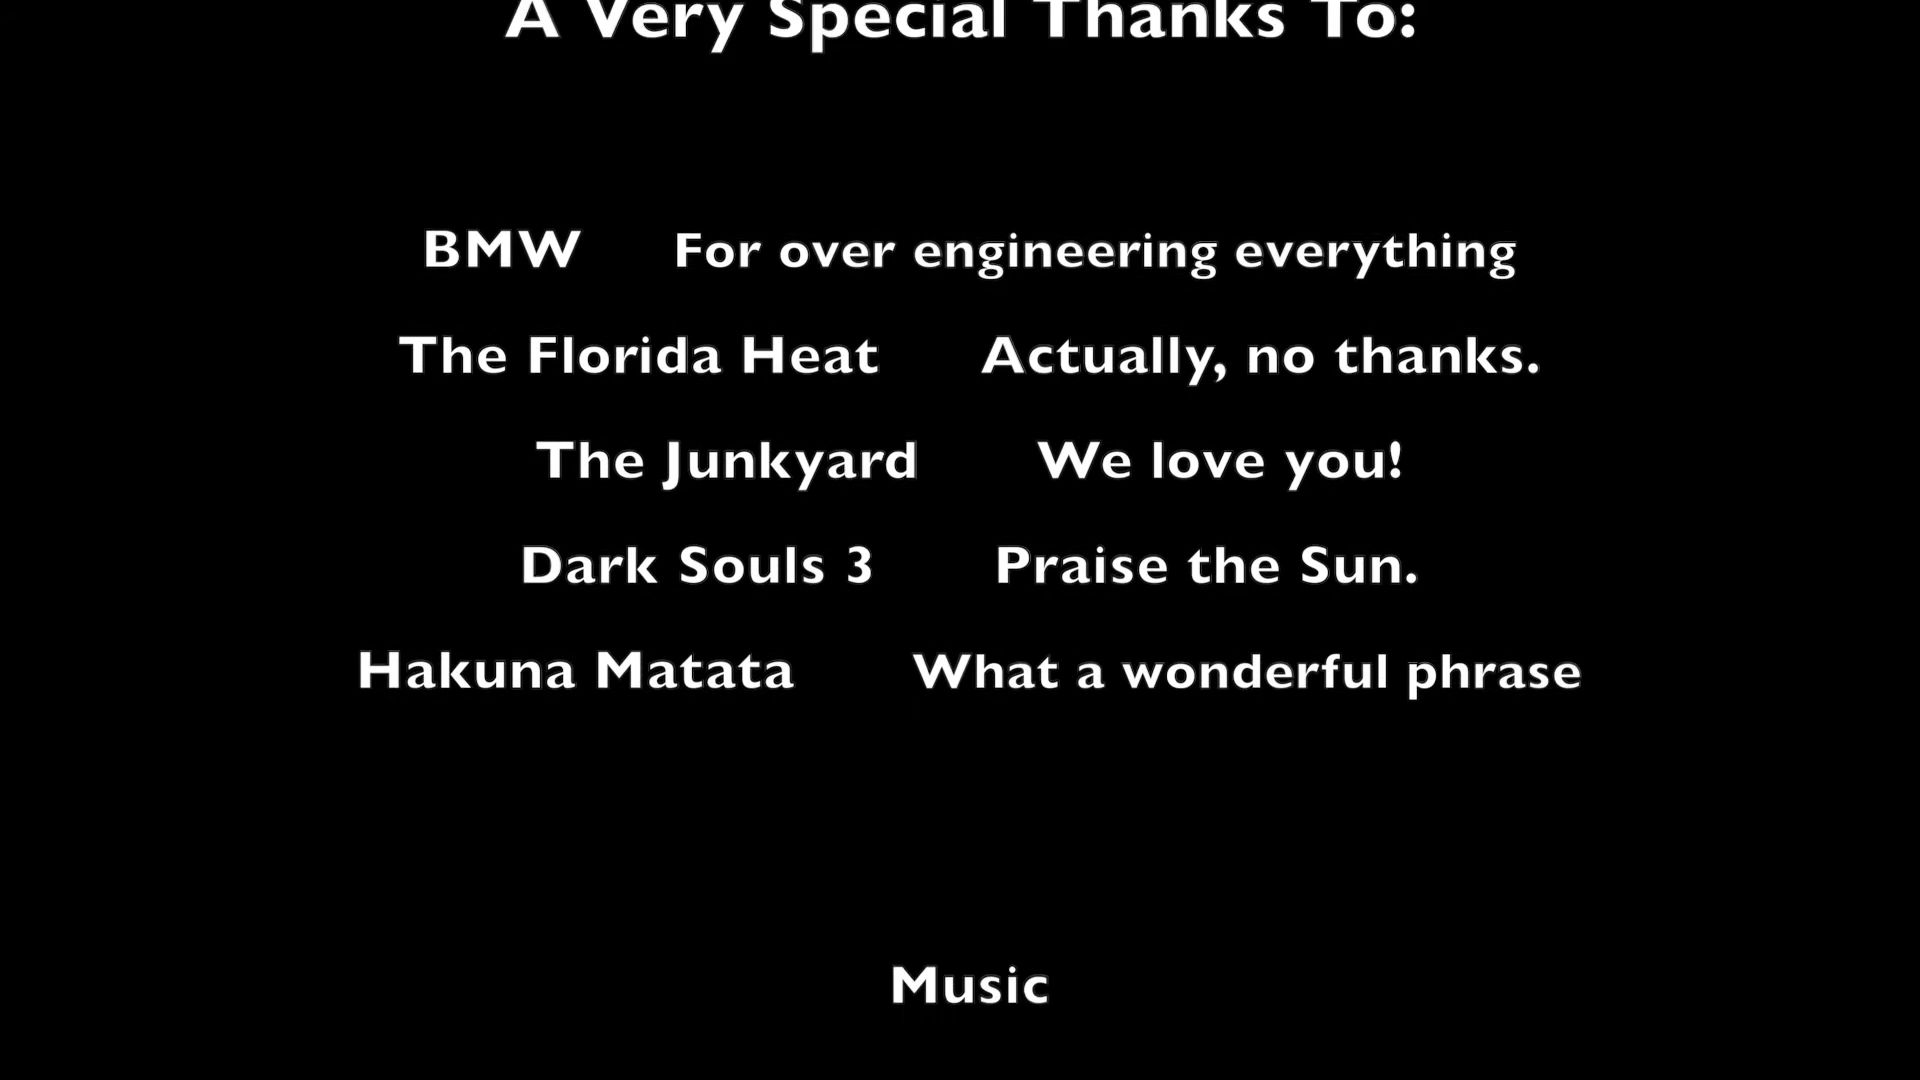 A Very Special Thanks To:
BMW For over engineering everything
The Florida Heat Actually, no thanks.
The Junkyard We love you!
Dark Souls 3 Praise the Sun.
Hakuna Matata What a wonderful phrase
Music